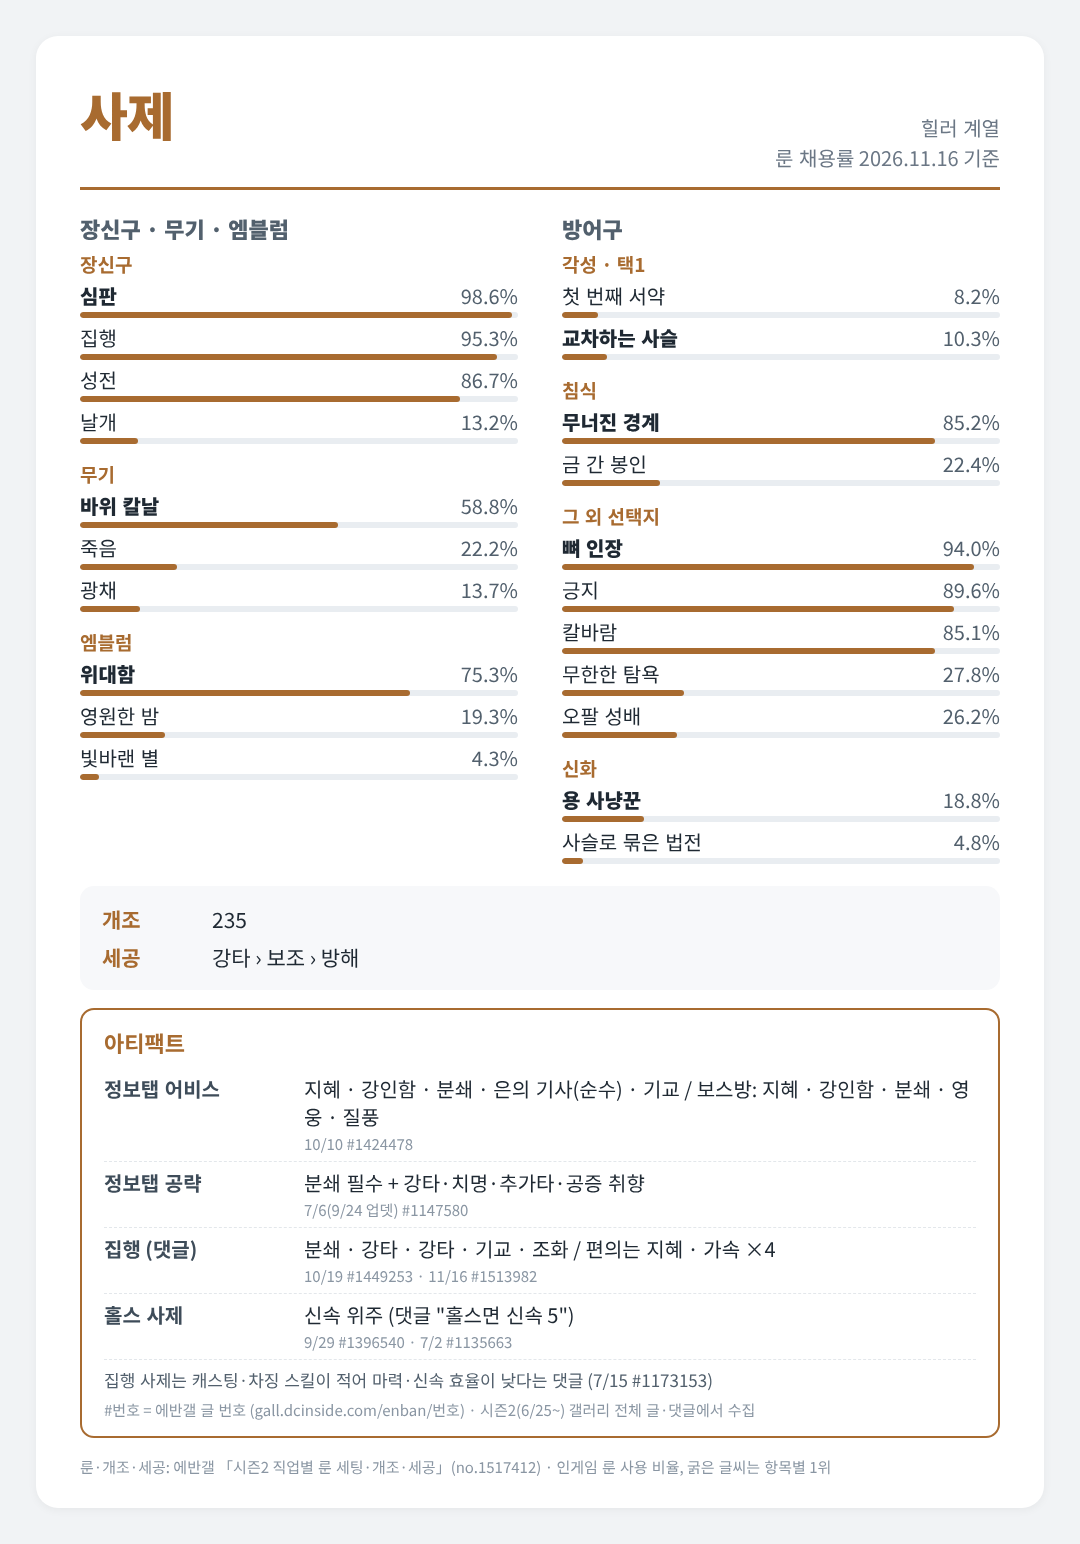 사제
힐러 계열
룬 채용률 2026.11.16 기준
장신구 · 무기 · 엠블럼
장신구
심판 98.6%
집행 95.3%
성전 86.7%
날개 13.2%
무기
바위 칼날 58.8%
죽음 22.2%
광채 13.7%
엠블럼
위대함 75.3%
영원한 밤 19.3%
빛바랜 별 4.3%
방어구
각성 · 택1
첫 번째 서약 8.2%
교차하는 사슬 10.3%
침식
무너진 경계 85.2%
금 간 봉인 22.4%
그 외 선택지
뼈 인장 94.0%
긍지 89.6%
칼바람 85.1%
무한한 탐욕 27.8%
오팔 성배 26.2%
신화
용 사냥꾼 18.8%
사슬로 묶은 법전 4.8%
개조 235
세공 강타 › 보조 › 방해
아티팩트
정보탭 어비스 지혜 · 강인함 · 분쇄 · 은의 기사(순수) · 기교 / 보스방: 지혜 · 강인함 · 분쇄 · 영
웅 · 질풍
10/10 #1424478
정보탭 공략 분쇄 필수 + 강타·치명·추가타·공증 취향
7/6(9/24 업뎃) #1147580
집행 (댓글) 분쇄 · 강타 · 강타 · 기교 · 조화 / 편의는 지혜 · 가속 ×4
10/19 #1449253 · 11/16 #1513982
홀스 사제 신속 위주 (댓글 "홀스면 신속 5")
9/29 #1396540 · 7/2 #1135663
집행 사제는 캐스팅·차징 스킬이 적어 마력·신속 효율이 낮다는 댓글 (7/15 #1173153)
#번호 = 에반갤 글 번호 (gall.dcinside.com/enban/번호) · 시즌2(6/25~) 갤러리 전체 글·댓글에서 수집
룬·개조·세공: 에반갤 「시즌2 직업별 룬 세팅·개조·세공」(no.1517412) · 인게임 룬 사용 비율, 굵은 글씨는 항목별 1위